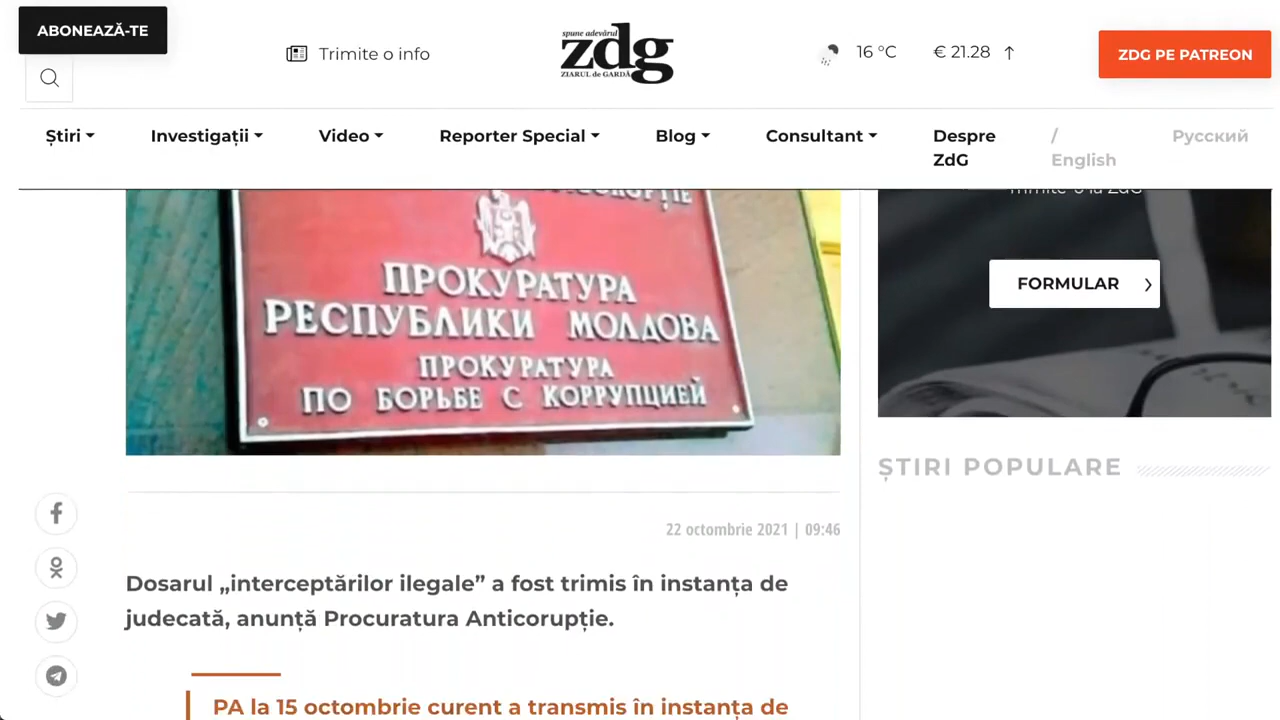 ABONEAZĂ-TE
Trimite o info
spune adevărul
zdg
ZIARUL de GARDĂ
16 °C
€ 21.28 ↑
ZDG PE PATREON
Știri
Investigații
Video
Reporter Special
Blog
Consultant
Despre
ZdG
/
English
Русский
Trimite-o la ZdG
ПРОКУРАТУРА
РЕСПУБЛИКИ МОЛДОВА
ПРОКУРАТУРА
ПО БОРЬБЕ С КОРРУПЦИЕЙ
FORMULAR
ȘTIRI POPULARE
22 octombrie 2021 | 09:46
Dosarul „interceptărilor ilegale” a fost trimis în instanța de
judecată, anunță Procuratura Anticorupție.
PA la 15 octombrie curent a transmis în instanța de